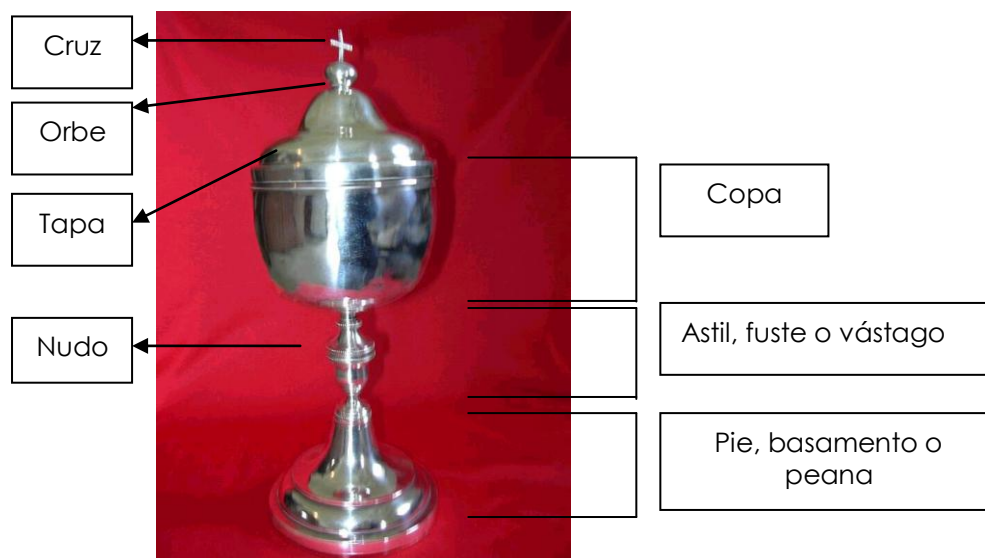 Cruz
Orbe
Tapa
Nudo
Copa
Astil, fuste o vástago
Pie, basamento o
peana